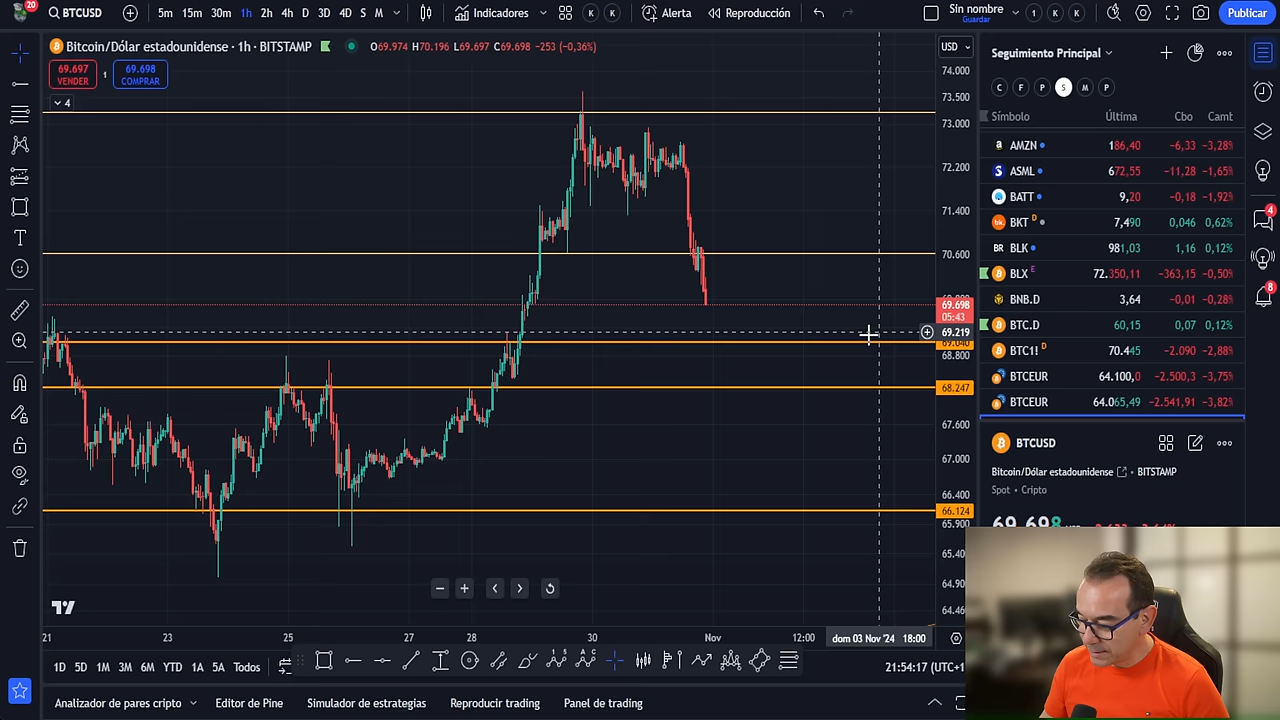 20
BTCUSD
5m 15m 30m 1h 2h 4h D 3D 4D S M
Indicadores
K K
Alerta
Reproducción
Sin nombre
Guardar
1 K K
Publicar
Bitcoin/Dólar estadounidense · 1h · BITSTAMP
O69.974 H70.196 L69.697 C69.698 -253 (-0,36%)
69.697
VENDER
1
69.698
COMPRAR
4
USD
74.000
73.500
73.000
72.200
71.400
70.600
69.698
05:43
69.219
69.040
68.800
68.247
67.600
67.000
66.400
66.124
65.900
65.40
64.90
64.46
21 23 25 27 28 30 Nov 12:00
dom 03 Nov '24 18:00
1D 5D 1M 3M 6M YTD 1A 5A Todos
21:54:17 (UTC+1
Analizador de pares cripto
Editor de Pine
Simulador de estrategias
Reproducir trading
Panel de trading
Seguimiento Principal
C F P S M P
Símbolo Última Cbo Camt
AMZN 186,40 −6,33 −3,28%
ASML 672,55 −11,28 −1,65%
BATT 9,20 −0,18 −1,92%
BKT D 7,490 0,046 0,62%
BLK 981,03 1,16 0,12%
BLX E 72.350,11 −363,15 −0,50%
BNB.D 3,64 −0,01 −0,28%
BTC.D 60,15 0,07 0,12%
BTC1! D 70.445 −2.090 −2,88%
BTCEUR 64.100,0 −2.500,3 −3,75%
BTCEUR 64.065,49 −2.541,91 −3,82%
BTCUSD
Bitcoin/Dólar estadounidense • BITSTAMP
Spot • Cripto
69.698
4
8